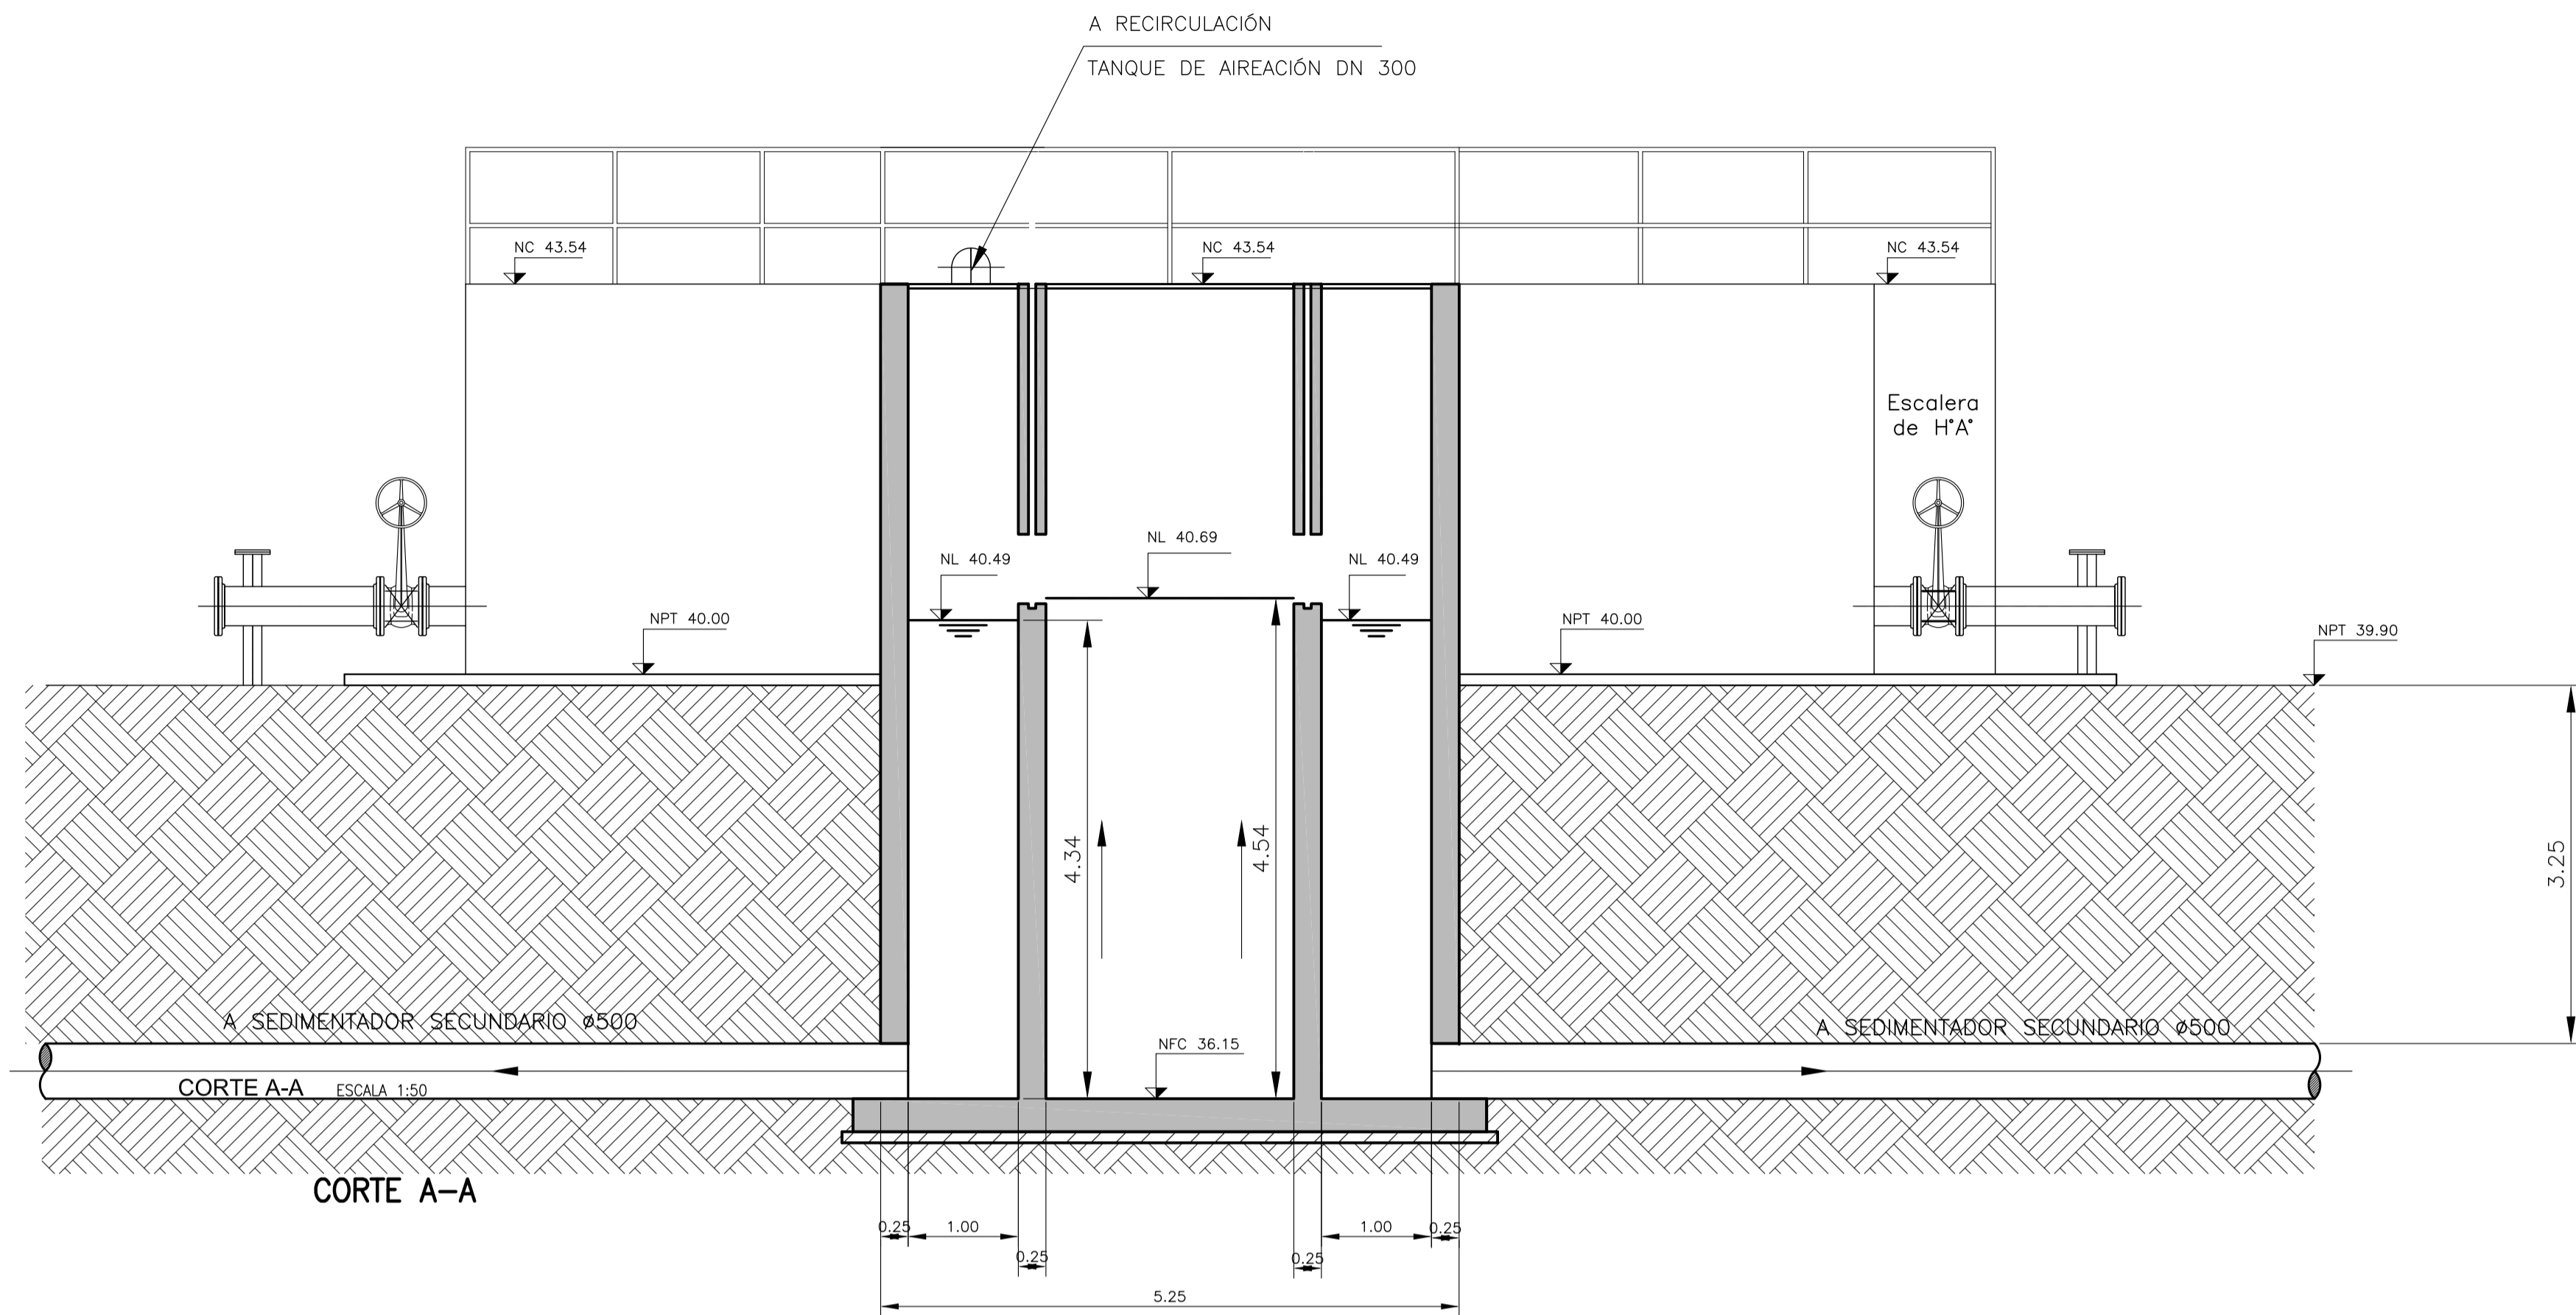 A RECIRCULACIÓN
TANQUE DE AIREACIÓN DN 300
NC 43.54
NC 43.54
NC 43.54
Escalera
de H°A°
NL 40.49
NL 40.69
NL 40.49
NPT 40.00
NPT 40.00
NPT 39.90
4.34
4.54
3.25
A SEDIMENTADOR SECUNDARIO Ø500
A SEDIMENTADOR SECUNDARIO Ø500
NFC 36.15
CORTE A-A ESCALA 1:50
CORTE A-A
0.25
1.00
0.25
0.25
1.00
0.25
5.25